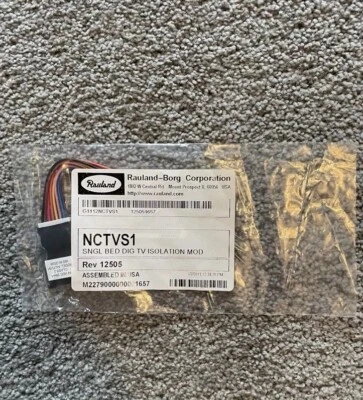 Rauland
Rauland-Borg Corporation
1802 W Central Rd. Mount Prospect IL 60056 USA
http://www.rauland.com
G1112NCTVS1
NCTVS1
SNGL BED DIG-TV ISOLATION MOD
Rev 12505
ASSEMBLED IN USA